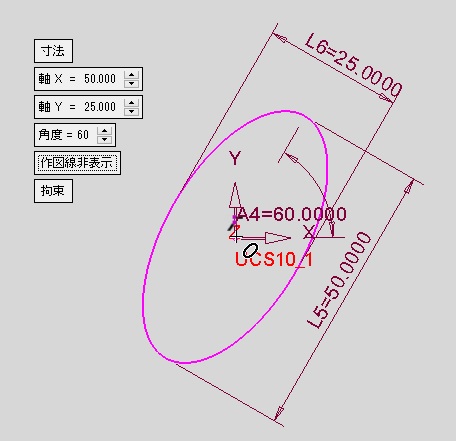 寸法
軸 X = 50.000
軸 Y = 25.000
角度 = 60
作図線非表示
拘束
L6=25.0000
Y
A4=60.0000
X
Z
UCS10_1
L5=50.0000